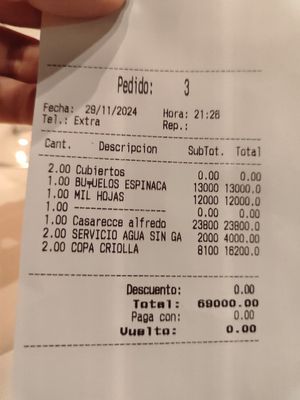 Pedido: 3
Fecha: 29/11/2024 Hora: 21:26
Tel.: Extra Rep.:
Cant. Descripcion SubTot. Total
2.00 Cubiertos 0.00 0.00
1.00 BUÑUELOS ESPINACA 13000 13000.0
1.00 MIL HOJAS 12000 12000.0
1.00 -------------------- 0.00 0.00
1.00 Casarecce alfredo 23800 23800.0
2.00 SERVICIO AGUA SIN GA 2000 4000.00
2.00 COPA CRIOLLA 8100 16200.0
Descuento: 0.00
Total: 69000.00
Paga con: 0.00
Vuelto: 0.00